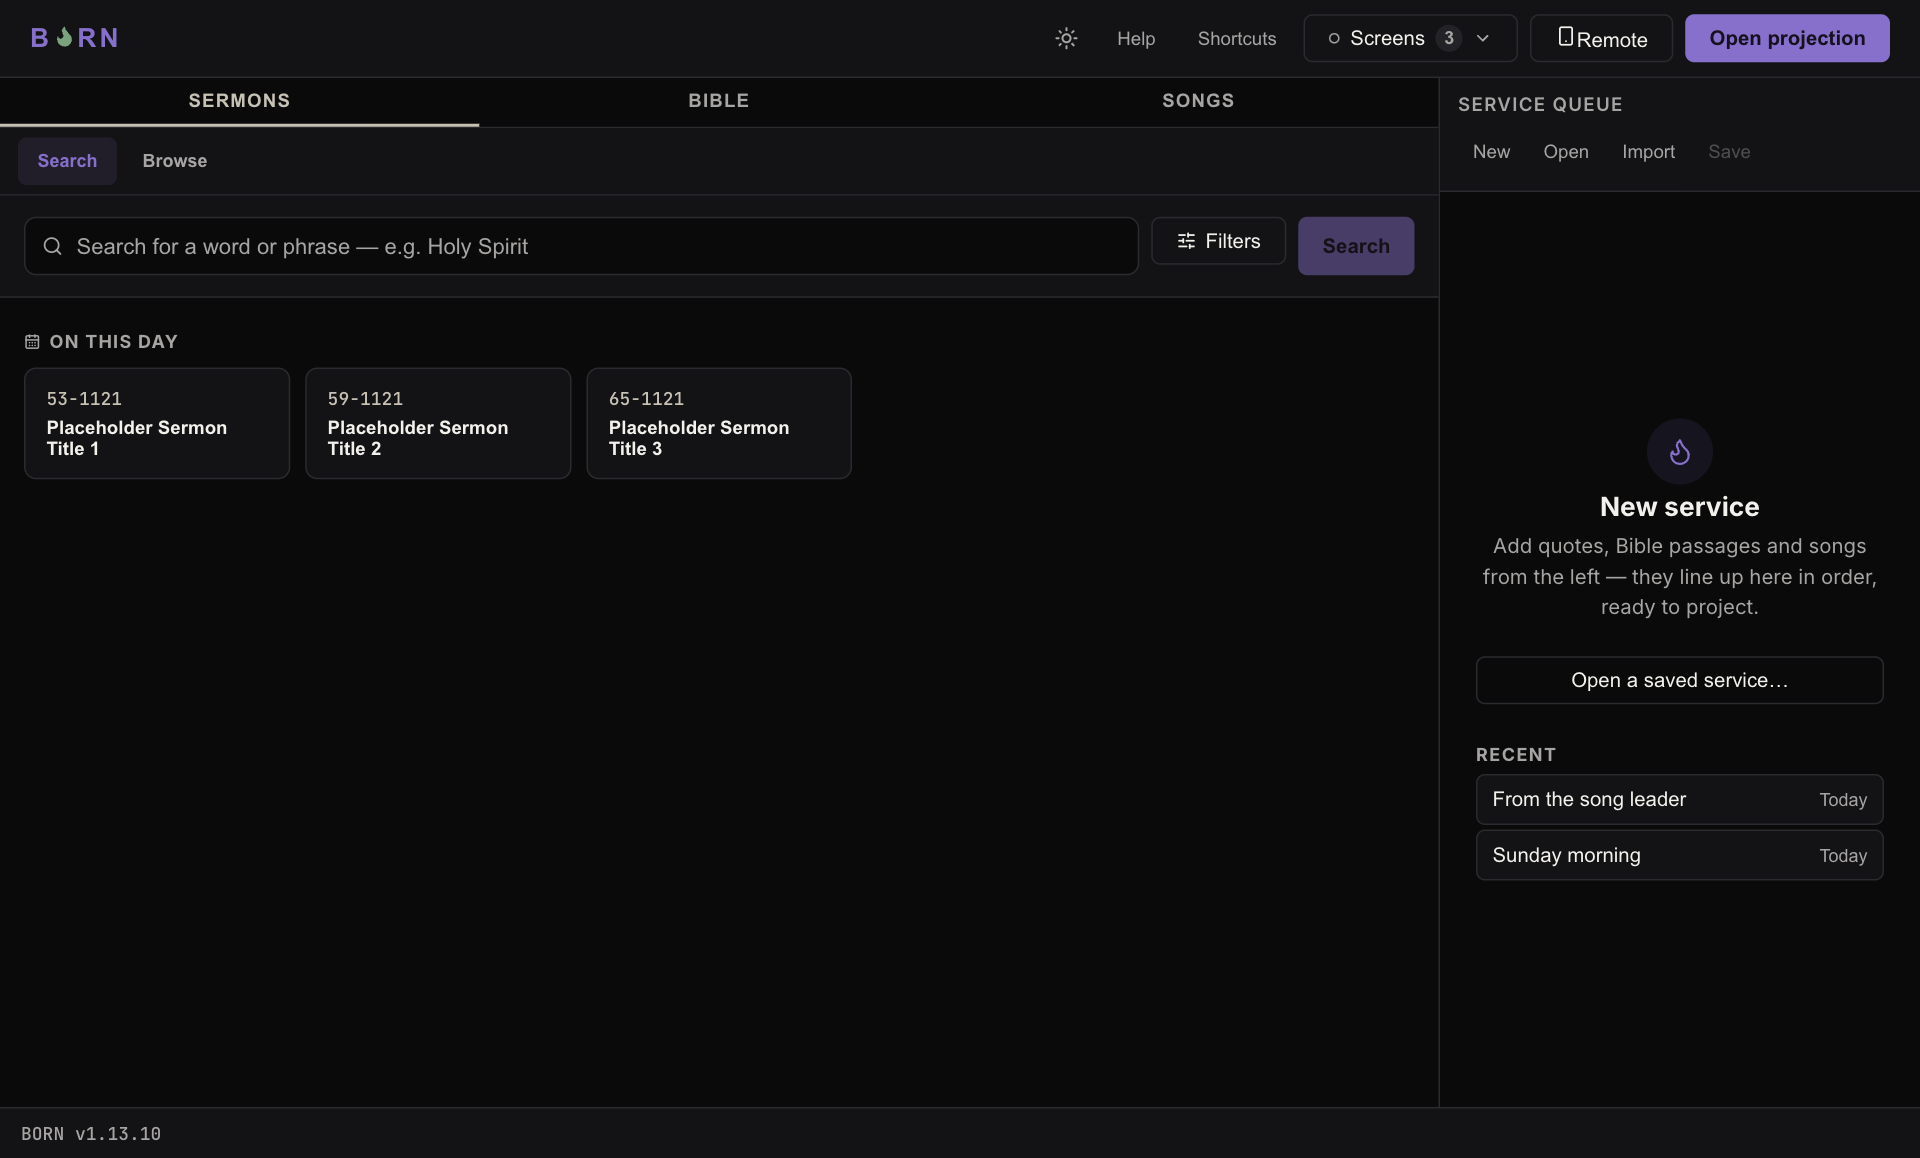 BORN
Help
Shortcuts
Screens 3
Remote
Open projection
SERMONS
BIBLE
SONGS
SERVICE QUEUE
New
Open
Import
Save
Search
Browse
Search for a word or phrase — e.g. Holy Spirit
Filters
Search
ON THIS DAY
53-1121
Placeholder Sermon
Title 1
59-1121
Placeholder Sermon
Title 2
65-1121
Placeholder Sermon
Title 3
New service
Add quotes, Bible passages and songs
from the left — they line up here in order,
ready to project.
Open a saved service…
RECENT
From the song leader Today
Sunday morning Today
BORN v1.13.10